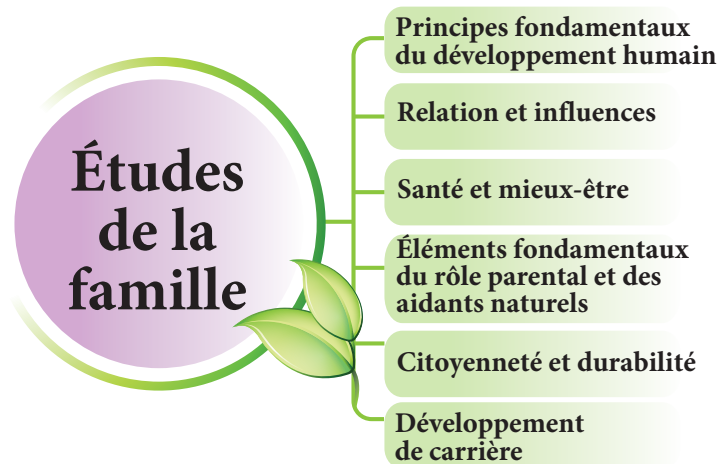 Études
de la
famille
Principes fondamentaux
du développement humain
Relation et influences
Santé et mieux-être
Éléments fondamentaux
du rôle parental et des
aidants naturels
Citoyenneté et durabilité
Développement
de carrière